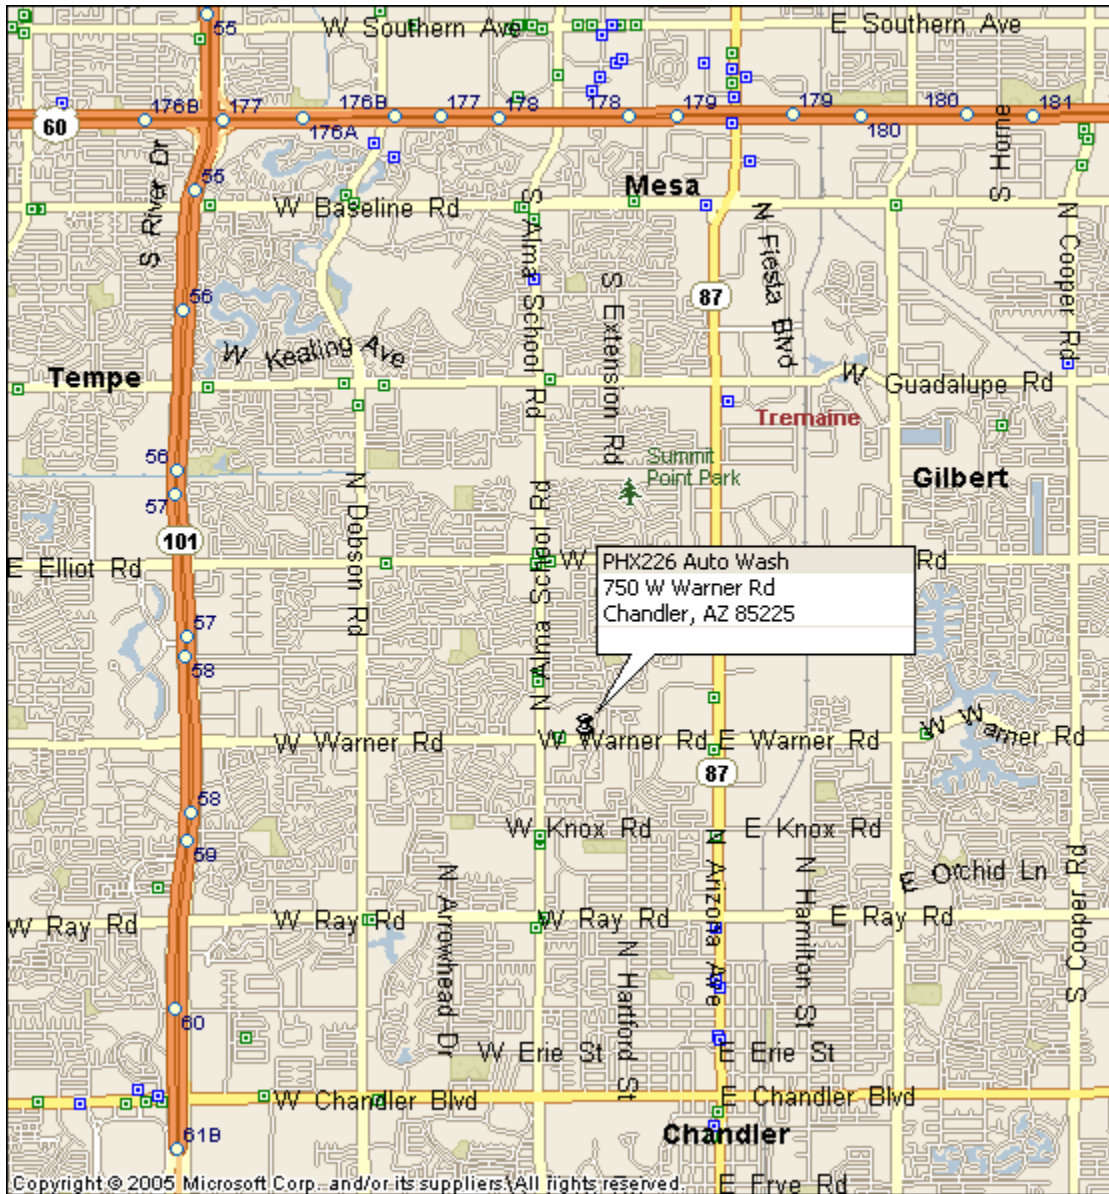 55
W Southern Ave
E Southern Ave
60
176B
177
176A
176B
177
178
178
179
179
180
180
181
S River Dr
55
W Baseline Rd
Mesa
S Horne
S Alma School Rd
N Fiesta Blvd
N Cooper Rd
56
S Extension Rd
87
W Keating Ave
Tempe
W Guadalupe Rd
Tremaine
56
57
Summit
Point Park
Gilbert
101
N Dobson Rd
N Alma School Rd
E Elliot Rd
W
Rd
PHX226 Auto Wash
750 W Warner Rd
Chandler, AZ 85225
57
58
W Warner Rd
W Warner Rd
E Warner Rd
W Warner Rd
87
58
59
W Knox Rd
E Knox Rd
N Arrowhead Dr
N Arizona Ave
N Hamilton St
E Orchid Ln
W Ray Rd
W Ray Rd
W Ray Rd
E Ray Rd
N Hartford St
S Cooper Rd
60
W Erie St
E Erie St
W Chandler Blvd
E Chandler Blvd
61B
Chandler
E Frye Rd
Copyright © 2005 Microsoft Corp. and/or its suppliers. All rights reserved.